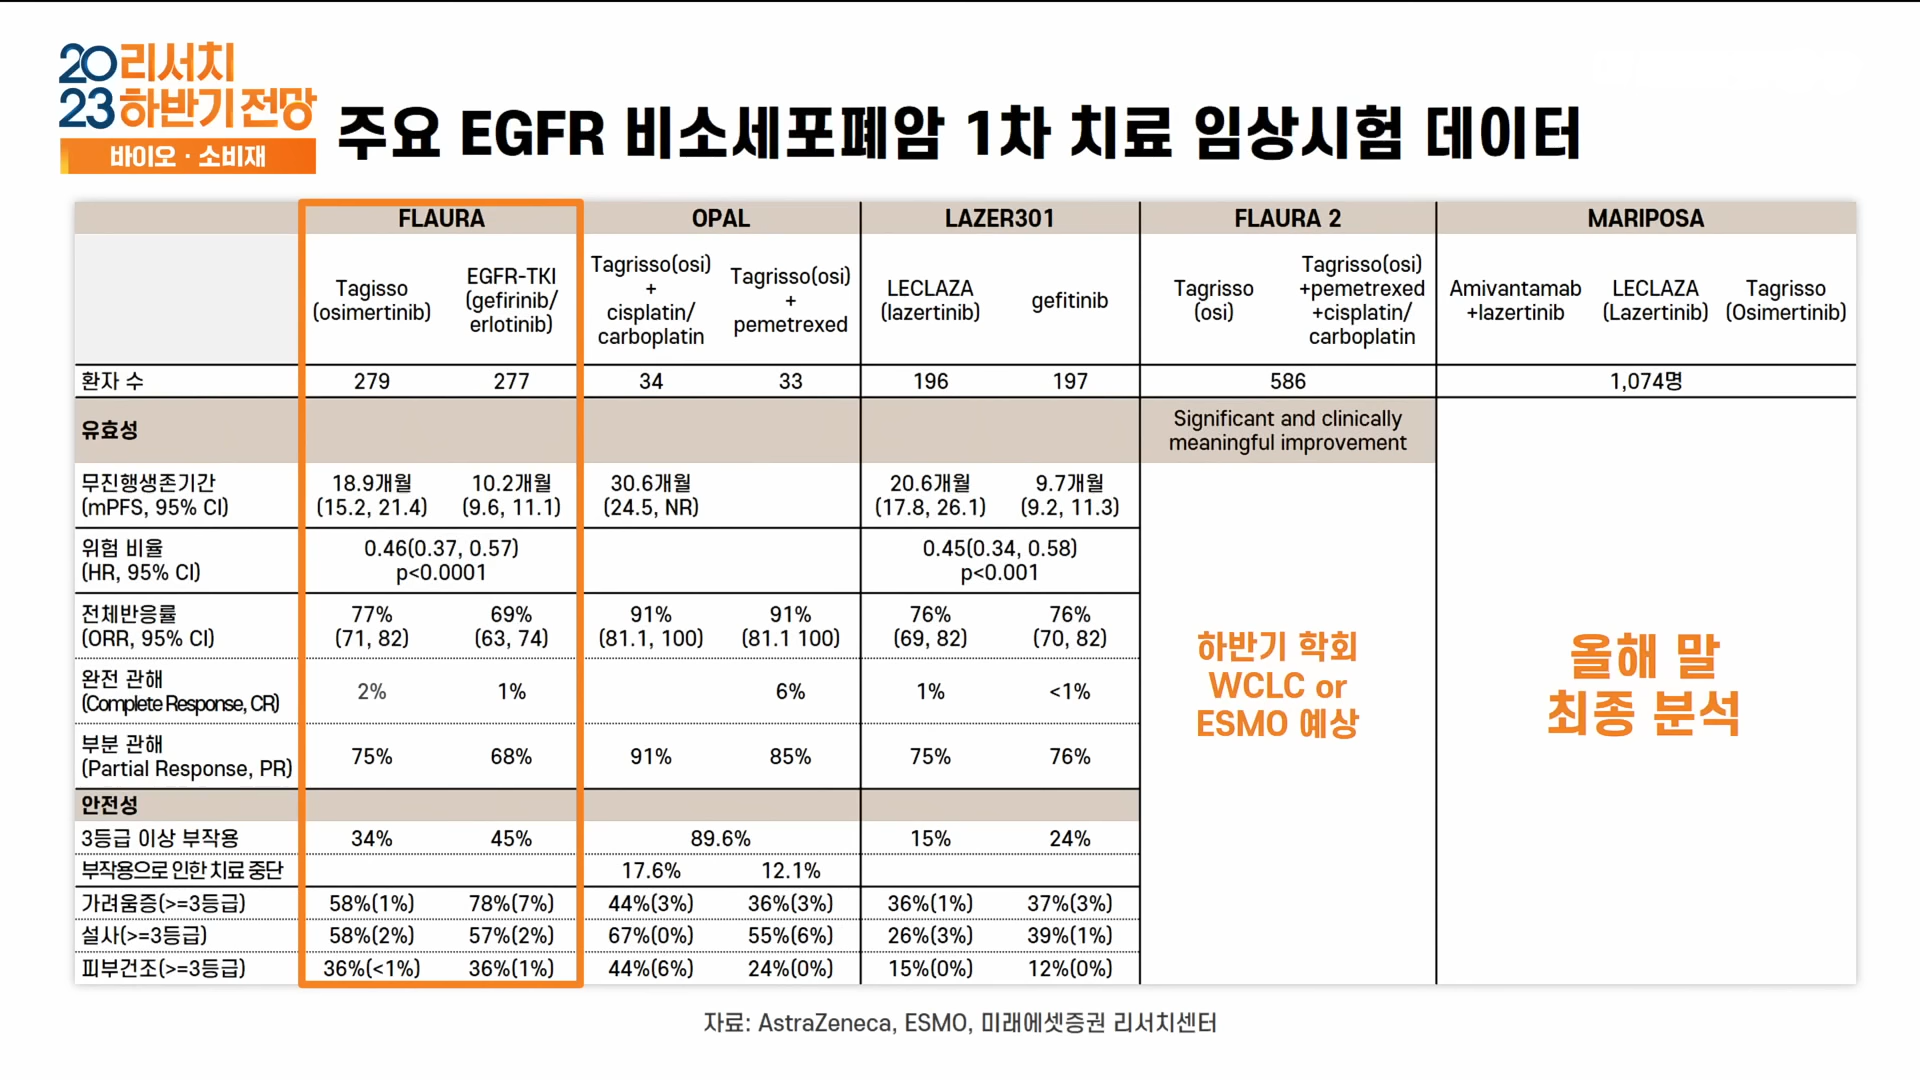 2023 리서치
하반기 전망
바이오 · 소비재
주요 EGFR 비소세포폐암 1차 치료 임상시험 데이터
FLAURA OPAL LAZER301 FLAURA 2 MARIPOSA
Tagisso
(osimertinib)
EGFR-TKI
(gefirinib/
erlotinib)
Tagrisso(osi)
+
cisplatin/
carboplatin
Tagrisso(osi)
+
pemetrexed
LECLAZA
(lazertinib)
gefitinib
Tagrisso
(osi)
Tagrisso(osi)
+pemetrexed
+cisplatin/
carboplatin
Amivantamab
+lazertinib
LECLAZA
(Lazertinib)
Tagrisso
(Osimertinib)
환자 수 279 277 34 33 196 197 586 1,074명
유효성
Significant and clinically
meaningful improvement
무진행생존기간 18.9개월 10.2개월 30.6개월 20.6개월 9.7개월
(mPFS, 95% CI) (15.2, 21.4) (9.6, 11.1) (24.5, NR) (17.8, 26.1) (9.2, 11.3)
위험 비율 0.46(0.37, 0.57) 0.45(0.34, 0.58)
(HR, 95% CI) p<0.0001 p<0.001
전체반응률 77% 69% 91% 91% 76% 76%
(ORR, 95% CI) (71, 82) (63, 74) (81.1, 100) (81.1 100) (69, 82) (70, 82)
완전 관해
(Complete Response, CR) 2% 1% 6% 1% <1%
부분 관해
(Partial Response, PR) 75% 68% 91% 85% 75% 76%
하반기 학회
WCLC or
ESMO 예상
올해 말
최종 분석
안전성
3등급 이상 부작용 34% 45% 89.6% 15% 24%
부작용으로 인한 치료 중단 17.6% 12.1%
가려움증(>=3등급) 58%(1%) 78%(7%) 44%(3%) 36%(3%) 36%(1%) 37%(3%)
설사(>=3등급) 58%(2%) 57%(2%) 67%(0%) 55%(6%) 26%(3%) 39%(1%)
피부건조(>=3등급) 36%(<1%) 36%(1%) 44%(6%) 24%(0%) 15%(0%) 12%(0%)
자료: AstraZeneca, ESMO, 미래에셋증권 리서치센터